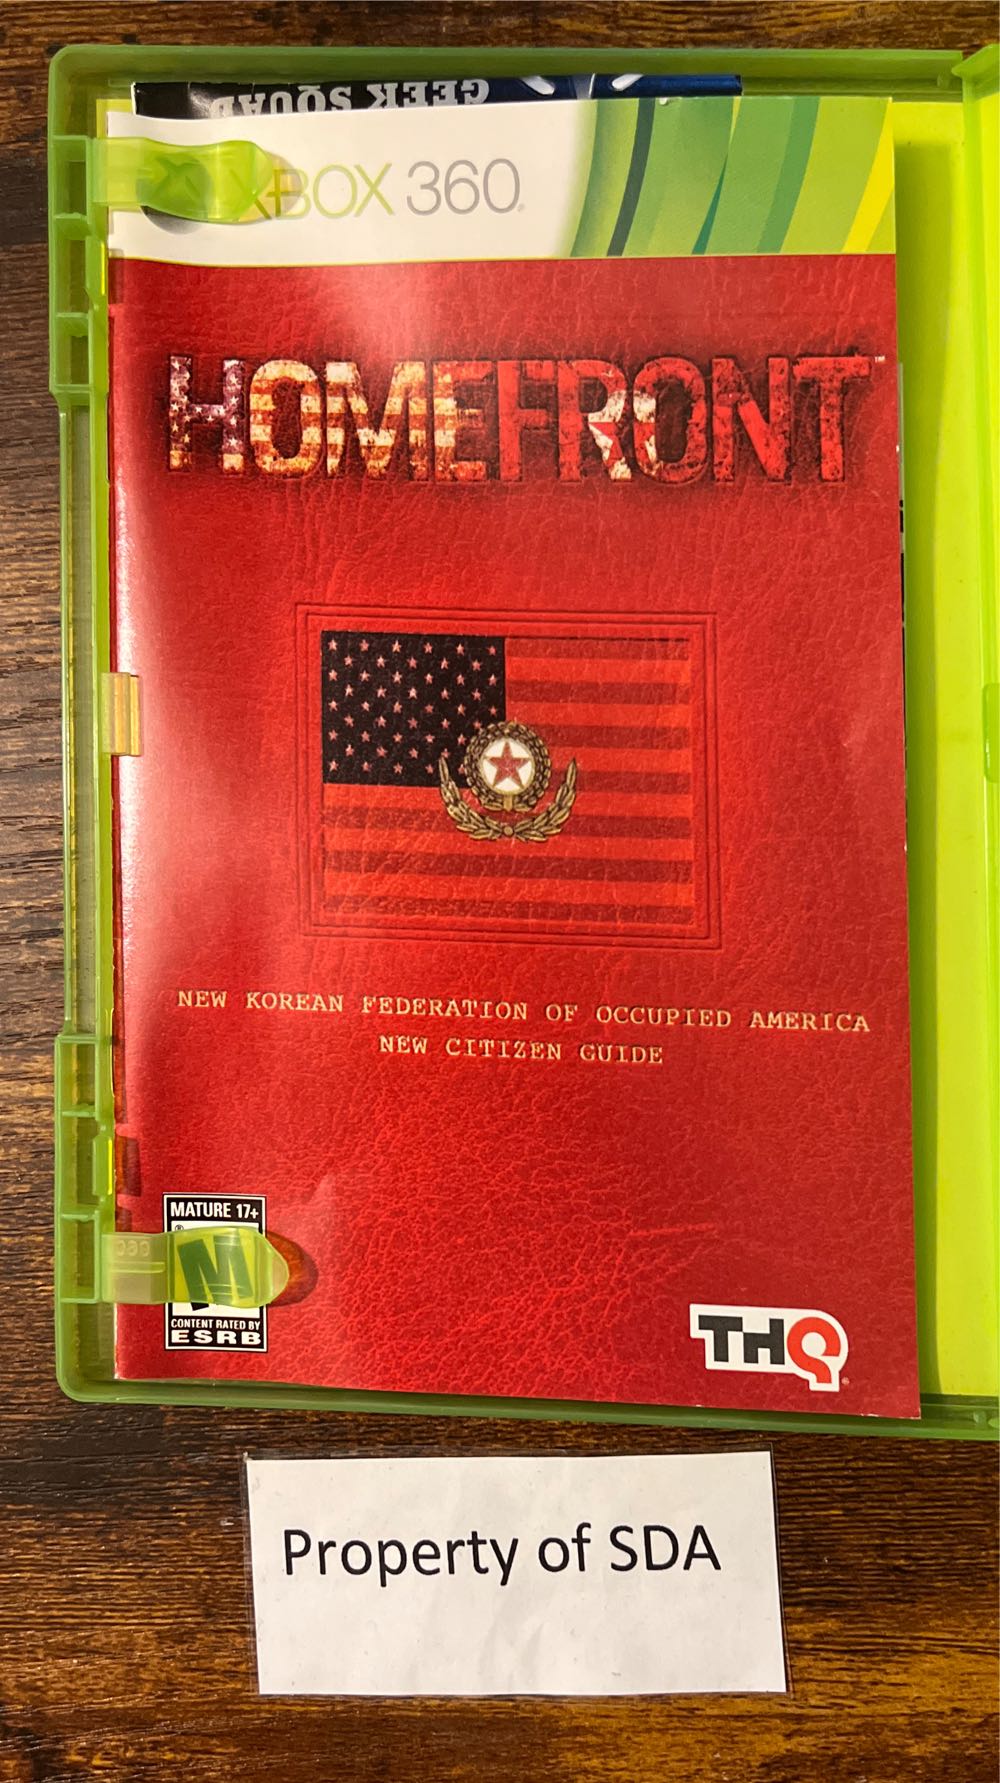 GEEK SQUAD
XBOX 360
HOMEFRONT™
NEW KOREAN FEDERATION OF OCCUPIED AMERICA
NEW CITIZEN GUIDE
MATURE 17+
M
CONTENT RATED BY
ESRB
THQ
Property of SDA